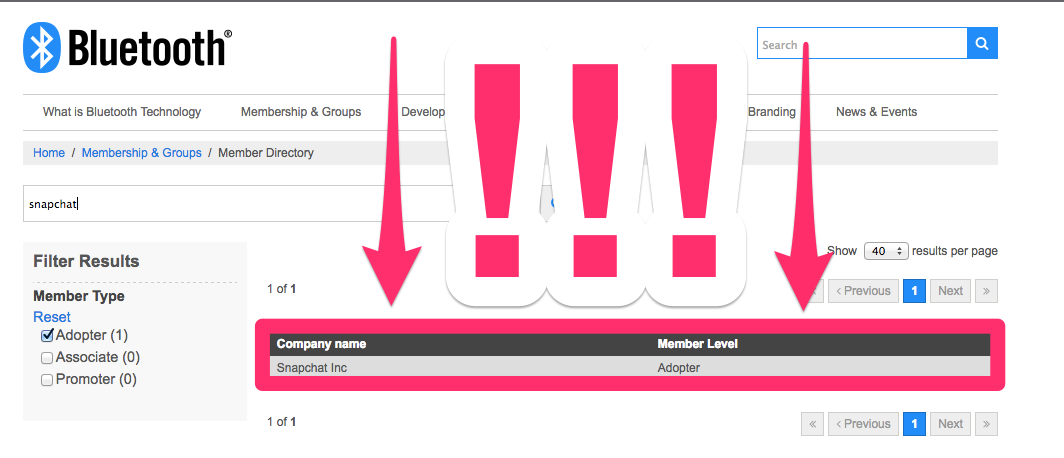 Bluetooth®
Search
What is Bluetooth Technology Membership & Groups Develop Branding News & Events
Home / Membership & Groups / Member Directory
snapchat
!!!
Filter Results
Show 40 results per page
Member Type
1 of 1
« ‹ Previous 1 Next »
Reset
Adopter (1)
Associate (0)
Promoter (0)
Company name Member Level
Snapchat Inc Adopter
1 of 1
« ‹ Previous 1 Next »